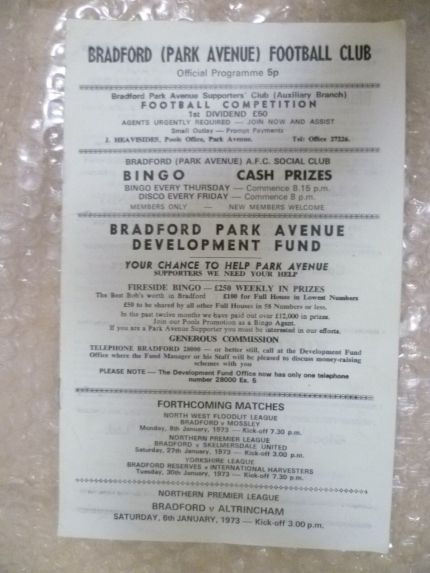 BRADFORD (PARK AVENUE) FOOTBALL CLUB
Official Programme 5p
Bradford Park Avenue Supporters' Club (Auxiliary Branch)
FOOTBALL COMPETITION
1st DIVIDEND £50
AGENTS URGENTLY REQUIRED — JOIN NOW AND ASSIST
Small Outlay — Prompt Payments
J. HEAVISIDES, Pools Office, Park Avenue. Tel: Office 27226.
BRADFORD (PARK AVENUE) A.F.C. SOCIAL CLUB
BINGO CASH PRIZES
BINGO EVERY THURSDAY — Commence 8.15 p.m.
DISCO EVERY FRIDAY — Commence 8 p.m.
MEMBERS ONLY — NEW MEMBERS WELCOME
BRADFORD PARK AVENUE
DEVELOPMENT FUND
YOUR CHANCE TO HELP PARK AVENUE
SUPPORTERS WE NEED YOUR HELP
FIRESIDE BINGO — £250 WEEKLY IN PRIZES
The Best Bob's worth in Bradford £100 for Full House in Lowest Numbers
£50 to be shared by all other Full Houses in 58 Numbers or less.
In the past twelve months we have paid out over £12,000 in prizes.
Join our Pools Promotion as a Bingo Agent.
If you are a Park Avenue Supporter you must be interested in our efforts.
GENEROUS COMMISSION
TELEPHONE BRADFORD 28000 — or better still, call at the Development Fund
Office where the Fund Manager or his Staff will be pleased to discuss money-raising
schemes with you
PLEASE NOTE — The Development Fund Office now has only one telephone
number 28000 Ex. 5
FORTHCOMING MATCHES
NORTH WEST FLOODLIT LEAGUE
BRADFORD v MOSSLEY
Monday, 8th January, 1973 — Kick-off 7.30 p.m.
NORTHERN PREMIER LEAGUE
BRADFORD v SKELMERSDALE UNITED
Saturday, 27th January, 1973 — Kick-off 3.00 p.m.
YORKSHIRE LEAGUE
BRADFORD RESERVES v INTERNATIONAL HARVESTERS
Tuesday, 30th January, 1973 — Kick-off 7.30 p.m.
NORTHERN PREMIER LEAGUE
BRADFORD v ALTRINCHAM
SATURDAY, 6th JANUARY, 1973 — Kick-off 3.00 p.m.